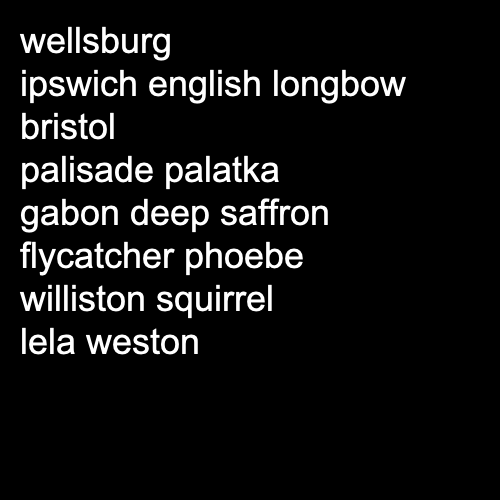 wellsburg
ipswich english longbow
bristol
palisade palatka
gabon deep saffron
flycatcher phoebe
williston squirrel
lela weston